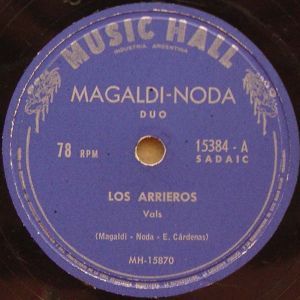 MUSIC HALL
INDUSTRIA ARGENTINA
MAGALDI-NODA
DUO
78 RPM
15384 - A
SADAIC
LOS ARRIEROS
Vals
(Magaldi - Noda - E. Cárdenas)
MH-15870